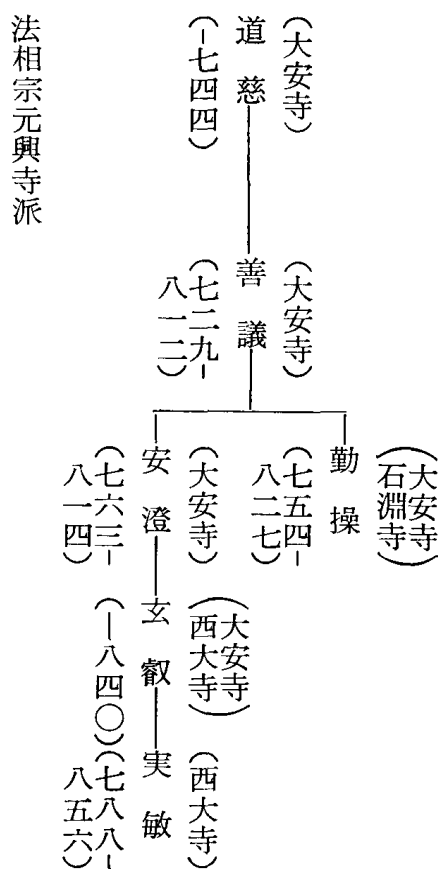 （大安寺）
道慈
（-七四四）
（大安寺）
善議
（七二九-
八一二）
（大安寺
石淵寺）
勤操
（七五四-
八二七）
（大安寺）
安澄
（七六三-
八一四）
（大安寺
西大寺）
玄叡
（-八四〇）
（西大寺）
実敏
（七八八-
八五六）
法相宗元興寺派